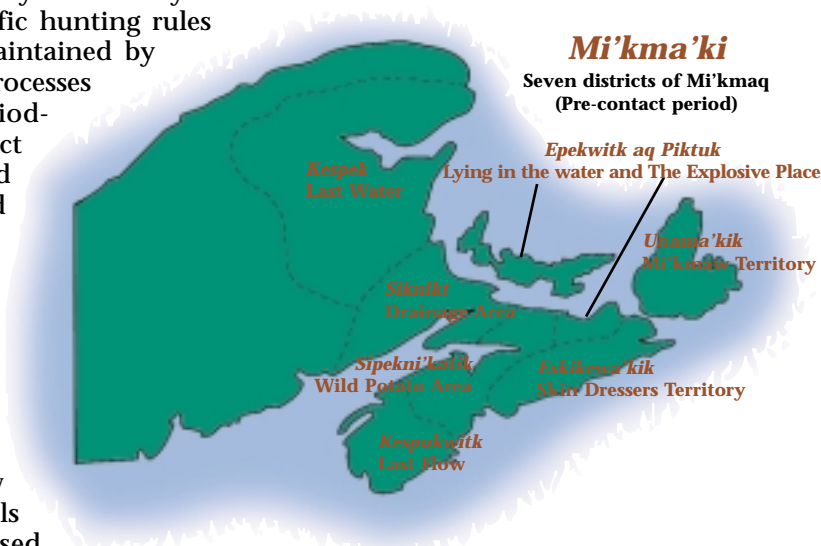 fic hunting rules
aintained by
rocesses
iod-
ct
d
d
ls
sed
Mi'kma'ki
Seven districts of Mi'kmaq
(Pre-contact period)
Epekwitk aq Piktuk
Lying in the water and The Explosive Place
Kespek
Last Water
Unama'kik
Mi'kmaw Territory
Siknikt
Drainage Area
Sipekni'katik
Wild Potato Area
Eskikewa'kik
Skin Dressers Territory
Kespukwitk
Last Flow